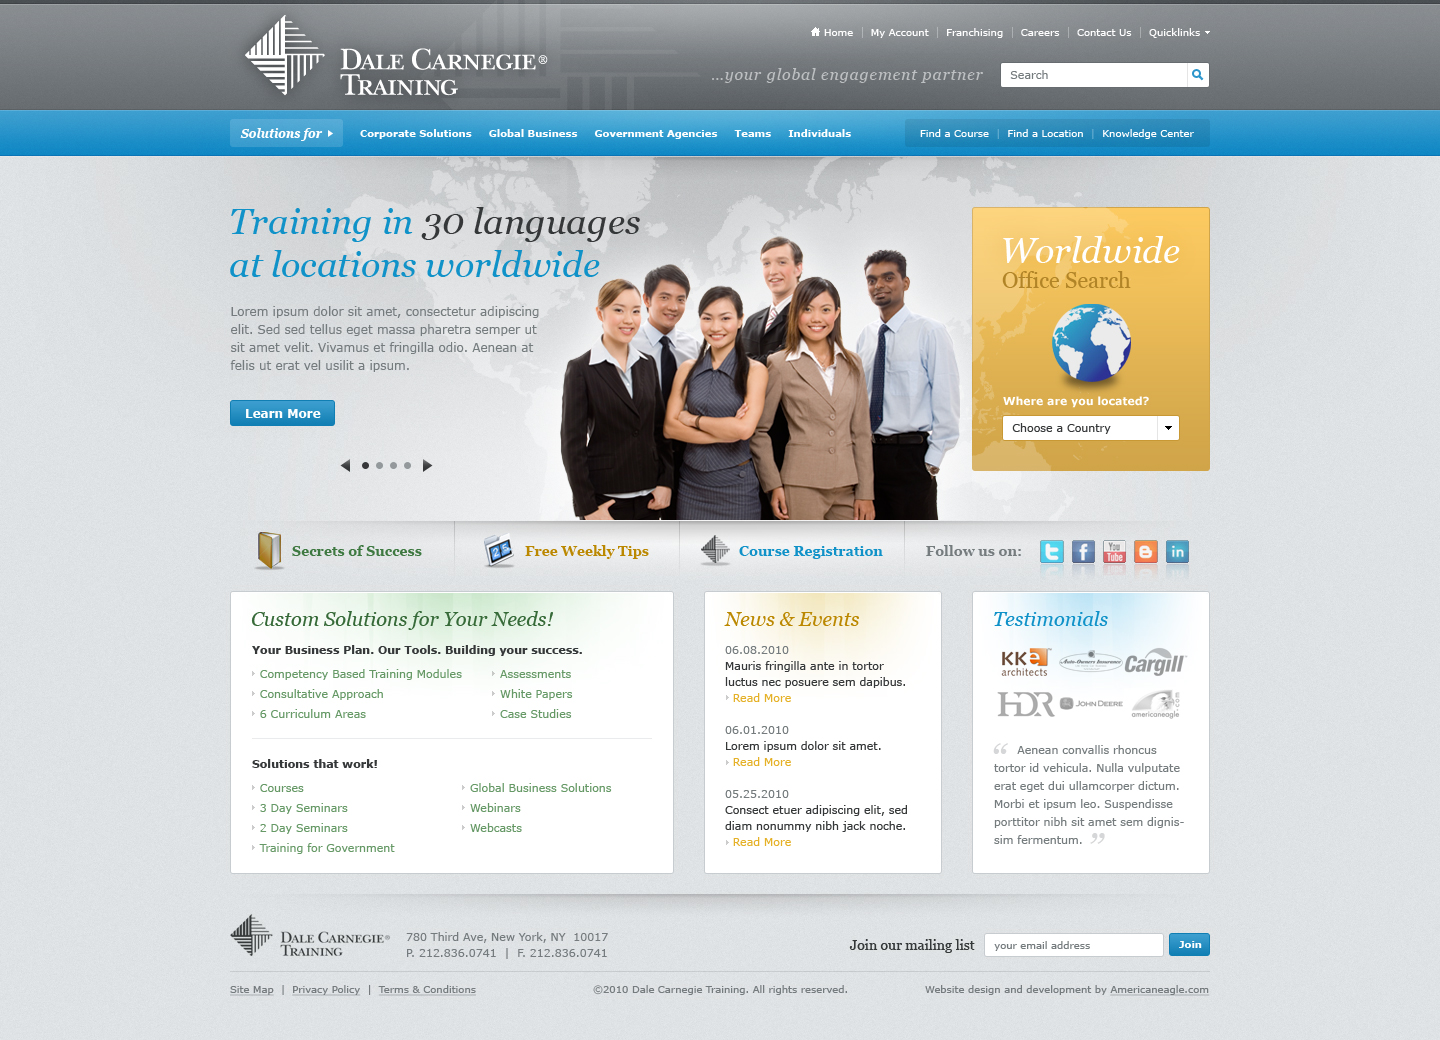 Home
My Account
Franchising
Careers
Contact Us
Quicklinks
DALE CARNEGIE®
TRAINING
...your global engagement partner
Search
Solutions for
Corporate Solutions
Global Business
Government Agencies
Teams
Individuals
Find a Course
Find a Location
Knowledge Center
Training in 30 languages
at locations worldwide
Lorem ipsum dolor sit amet, consectetur adipiscing
elit. Sed sed tellus eget massa pharetra semper ut
sit amet velit. Vivamus et fringilla odio. Aenean at
felis ut erat vel usilit a ipsum.
Learn More
Worldwide
Office Search
Where are you located?
Choose a Country
Secrets of Success
Free Weekly Tips
Course Registration
Follow us on:
You
Tube
in
Custom Solutions for Your Needs!
Your Business Plan. Our Tools. Building your success.
Competency Based Training Modules
Consultative Approach
6 Curriculum Areas
Assessments
White Papers
Case Studies
Solutions that work!
Courses
3 Day Seminars
2 Day Seminars
Training for Government
Global Business Solutions
Webinars
Webcasts
News & Events
06.08.2010
Mauris fringilla ante in tortor
luctus nec posuere sem dapibus.
Read More
06.01.2010
Lorem ipsum dolor sit amet.
Read More
05.25.2010
Consect etuer adipiscing elit, sed
diam nonummy nibh jack noche.
Read More
Testimonials
KKE
architects
Auto-Owners Insurance
Cargill
HDR
JOHN DEERE
americaneagle.com
“ Aenean convallis rhoncus
tortor id vehicula. Nulla vulputate
erat eget dui ullamcorper dictum.
Morbi et ipsum leo. Suspendisse
porttitor nibh sit amet sem dignis-
sim fermentum. ”
DALE CARNEGIE®
TRAINING
780 Third Ave, New York, NY 10017
P. 212.836.0741 | F. 212.836.0741
Join our mailing list
your email address
Join
Site Map | Privacy Policy | Terms & Conditions
©2010 Dale Carnegie Training. All rights reserved.
Website design and development by Americaneagle.com